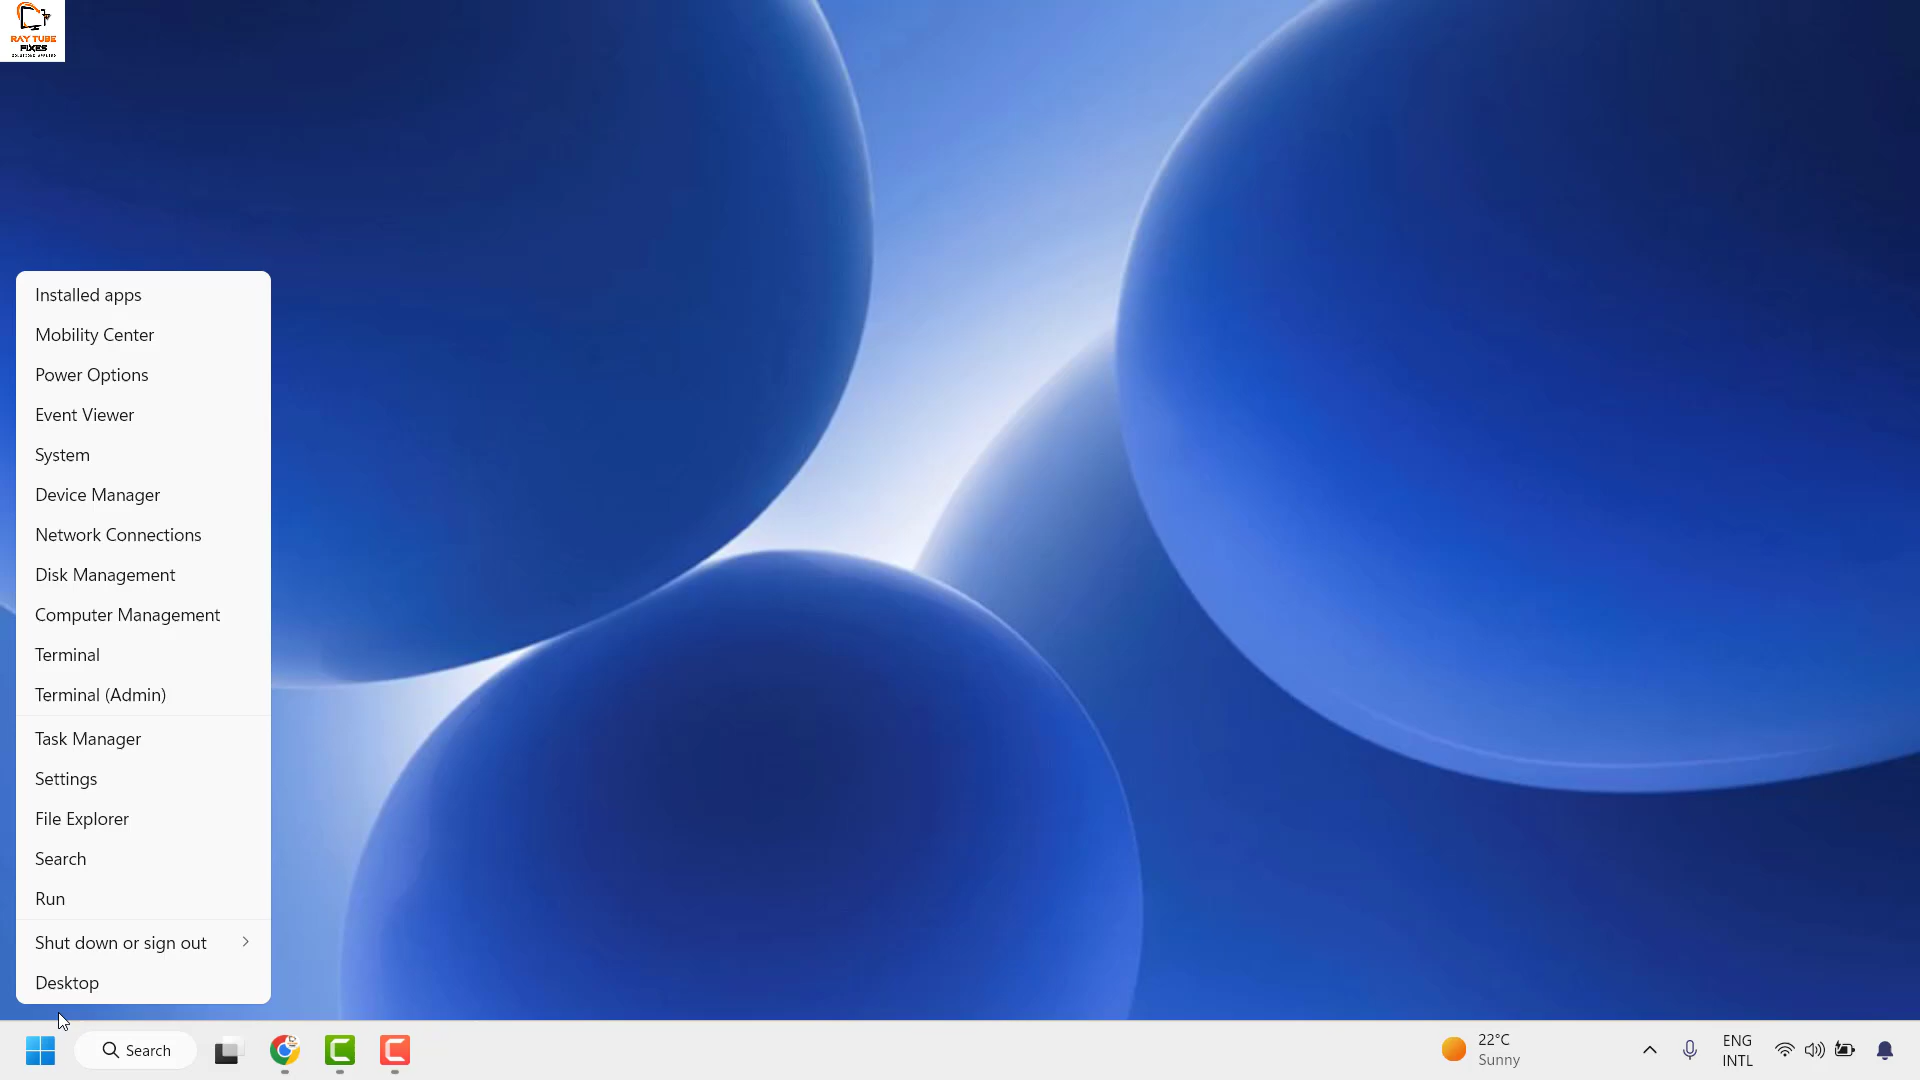 RAY TUBE
FIXES
SOLUTIONS APPLIED
Installed apps
Mobility Center
Power Options
Event Viewer
System
Device Manager
Network Connections
Disk Management
Computer Management
Terminal
Terminal (Admin)
Task Manager
Settings
File Explorer
Search
Run
Shut down or sign out
Desktop
Search
22°C
Sunny
ENG
INTL